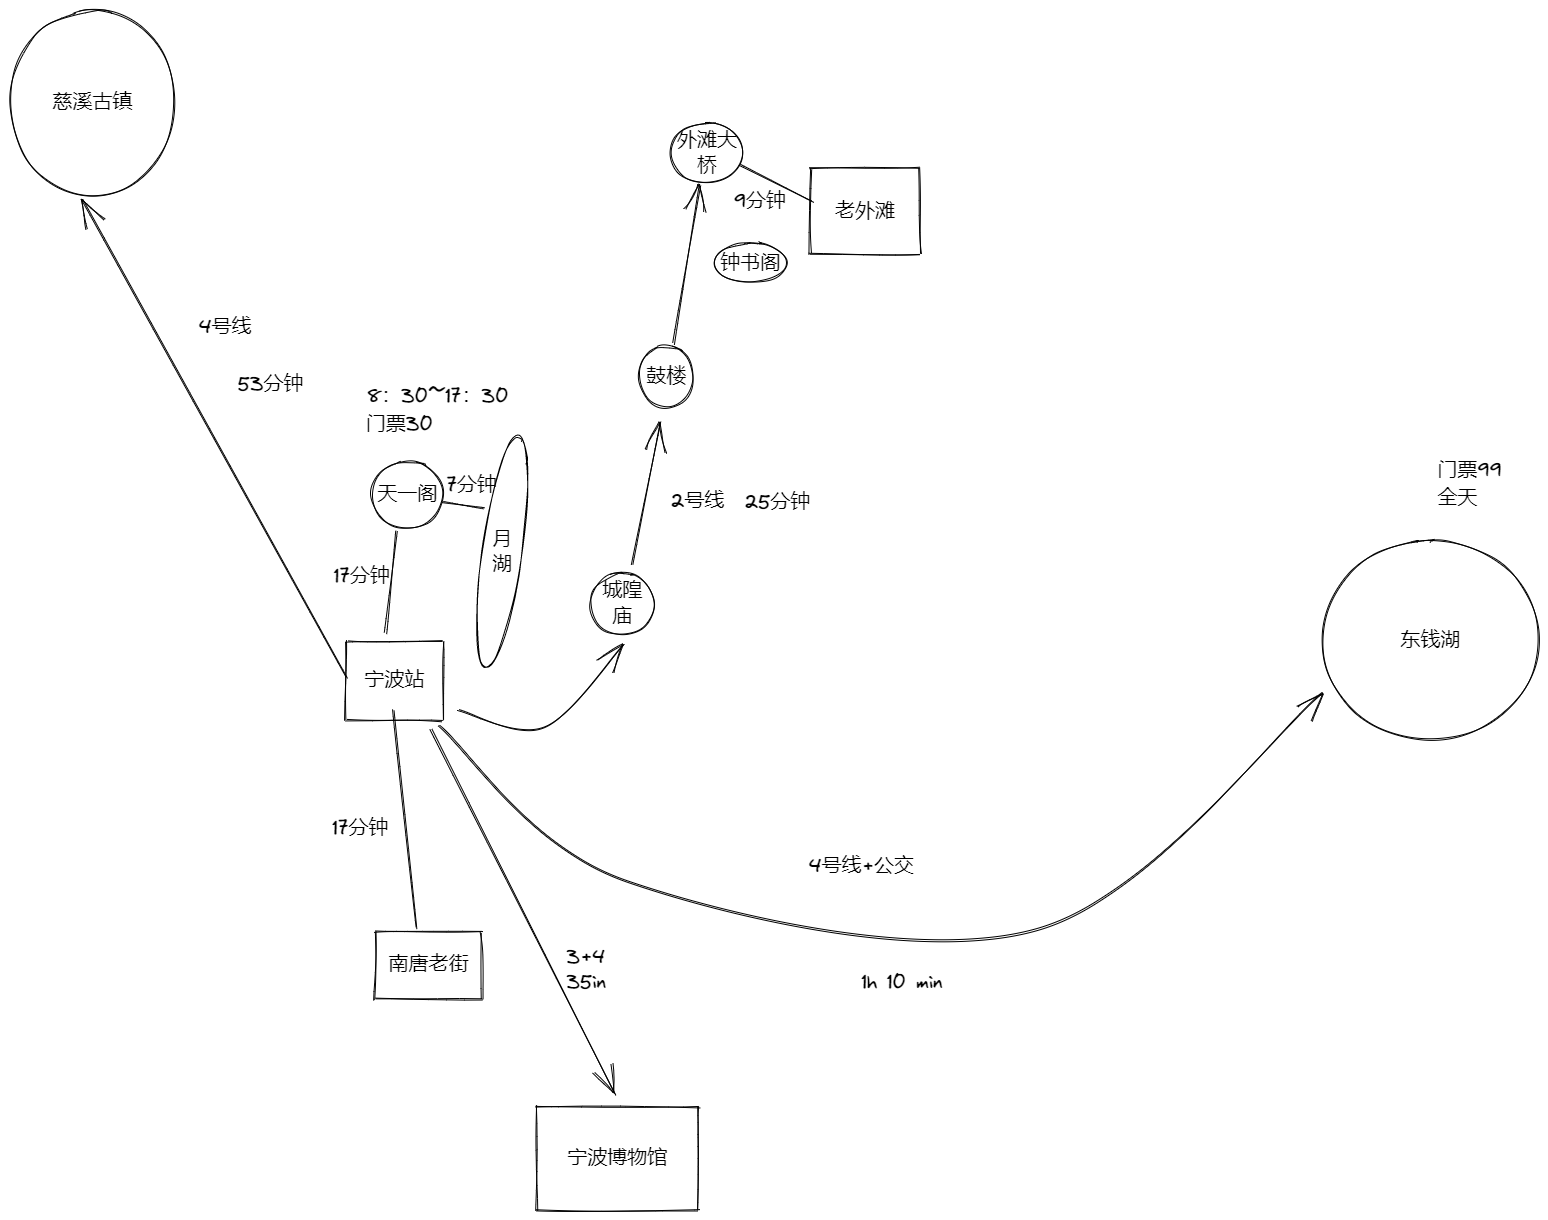 慈溪古镇
外滩大
桥
9分钟
老外滩
钟书阁
4号线
53分钟
鼓楼
8：30~17：30
门票30
天一阁
7分钟
月
湖
2号线 25分钟
门票99
全天
17分钟
城隍
庙
东钱湖
宁波站
17分钟
4号线+公交
南唐老街
3+4
35in
1h 10 min
宁波博物馆